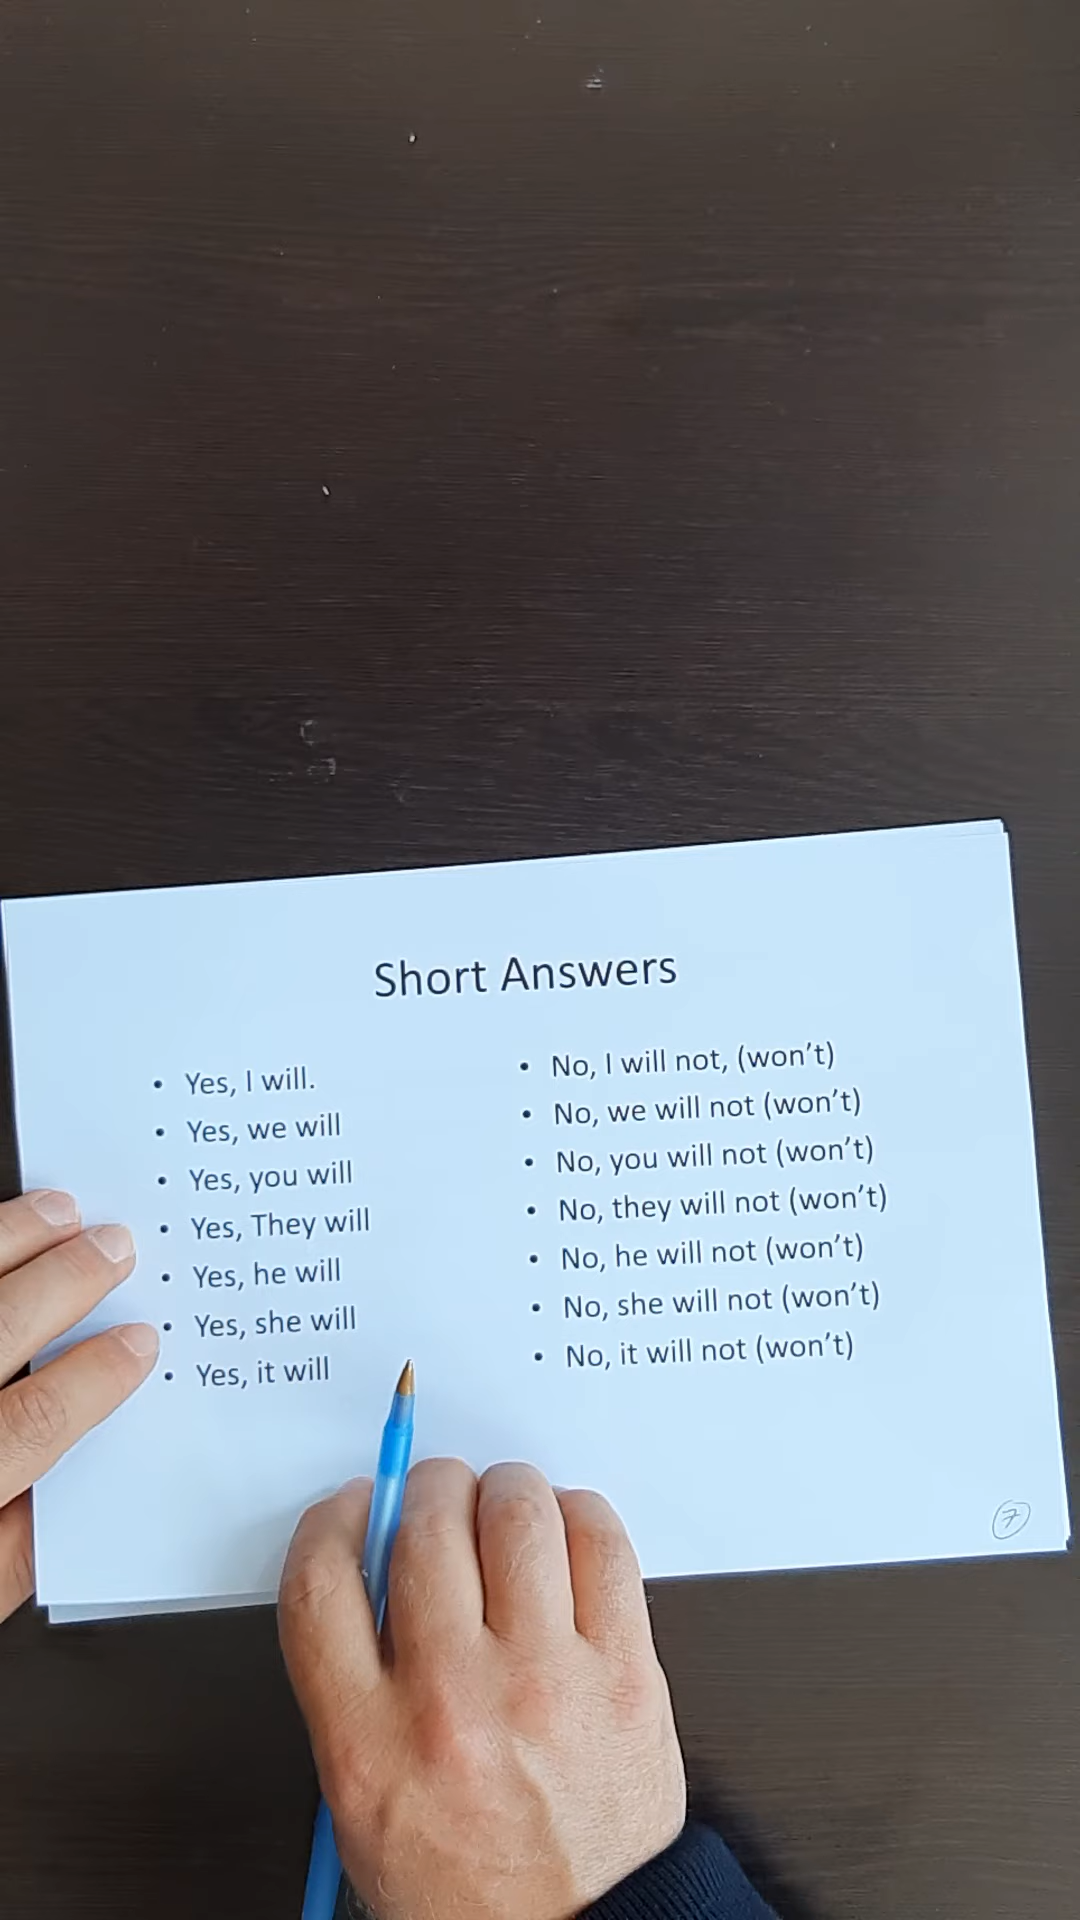 Short Answers
• Yes, I will.
• Yes, we will
• Yes, you will
• Yes, They will
• Yes, he will
• Yes, she will
• Yes, it will
• No, I will not, (won't)
• No, we will not (won't)
• No, you will not (won't)
• No, they will not (won't)
• No, he will not (won't)
• No, she will not (won't)
• No, it will not (won't)
7